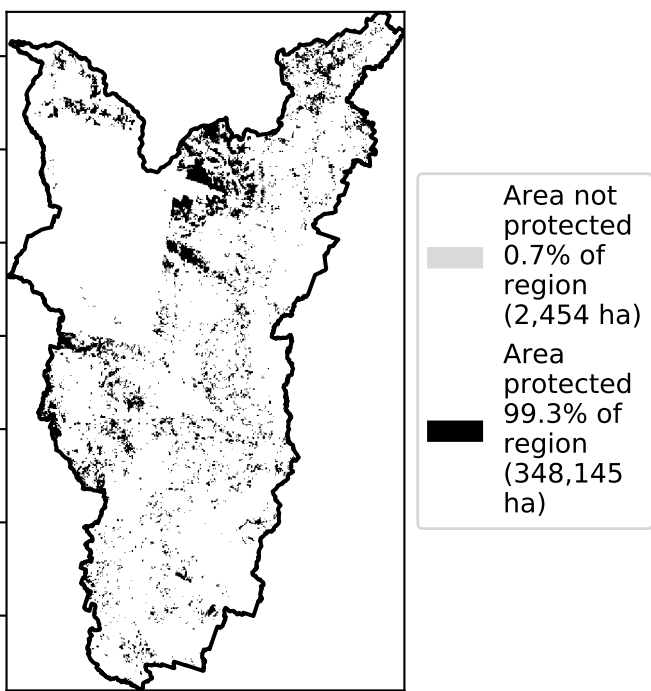 Area not
protected
0.7% of
region
(2,454 ha)
Area
protected
99.3% of
region
(348,145
ha)